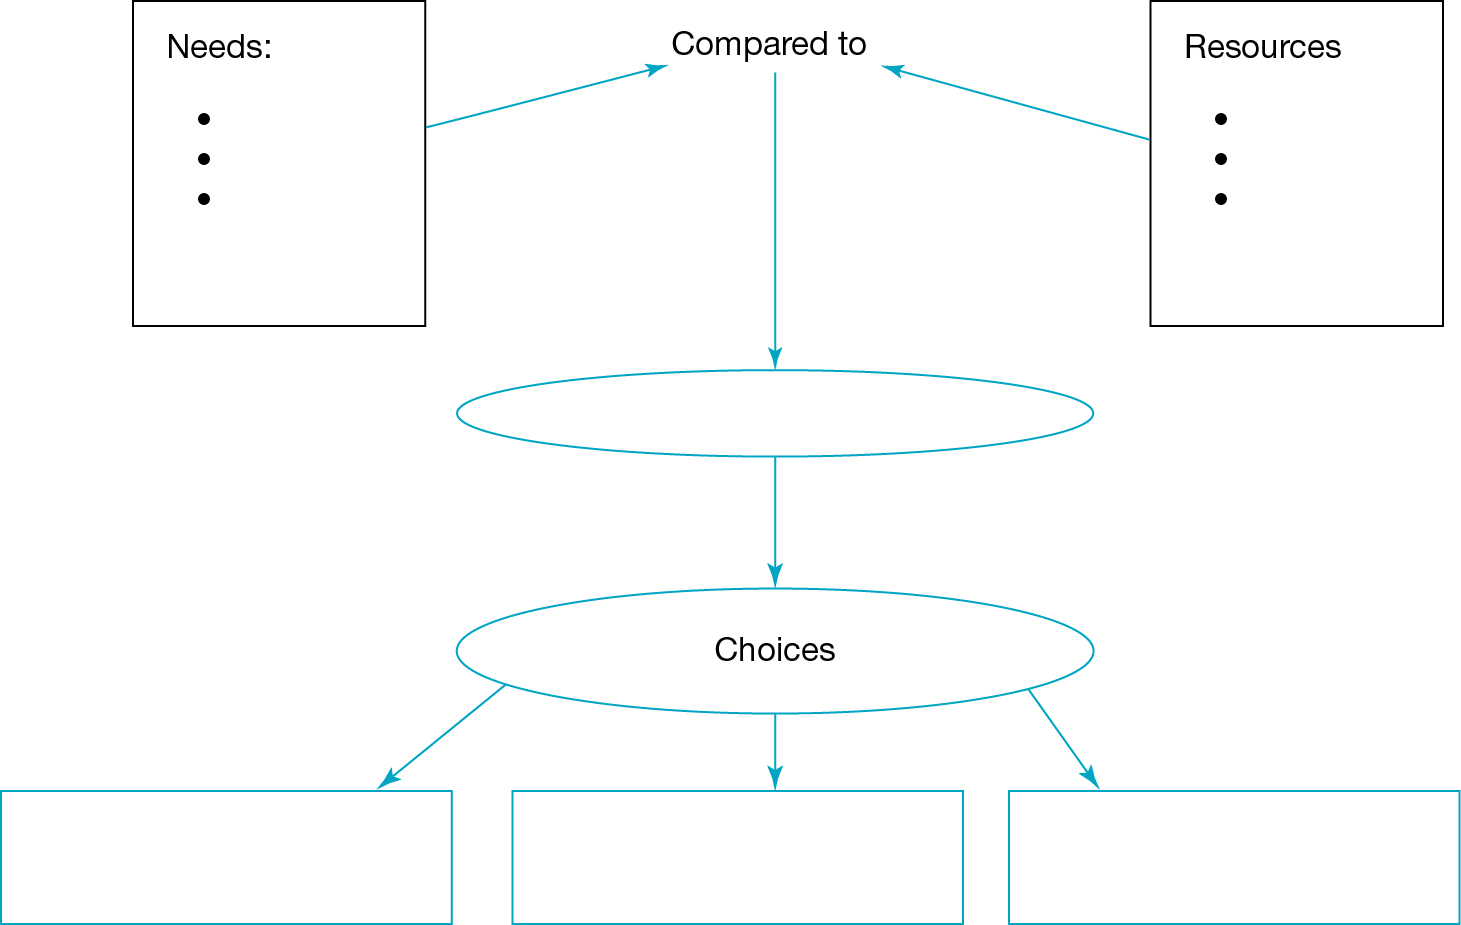 Needs:
•
•
•
Compared to
Resources
•
•
•
Choices